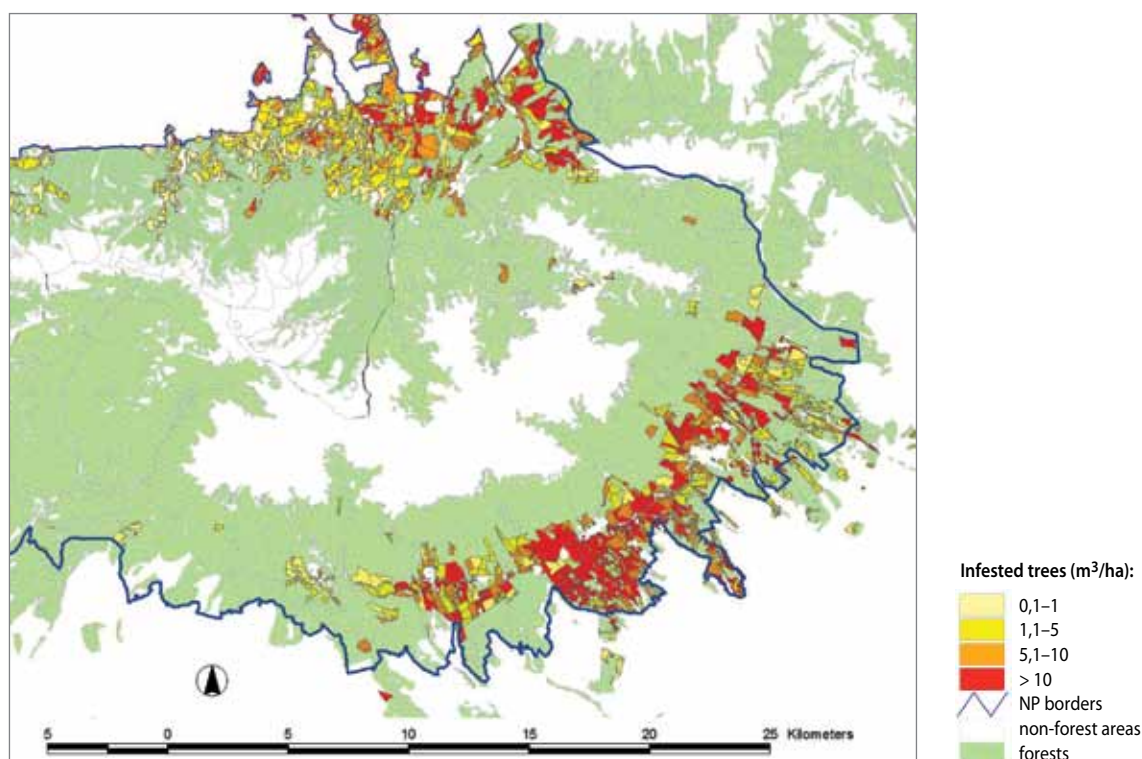 5 0 5 10 15 20 25 Kilometers
Infested trees (m³/ha):
0,1–1
1,1–5
5,1–10
> 10
NP borders
non-forest areas
forests